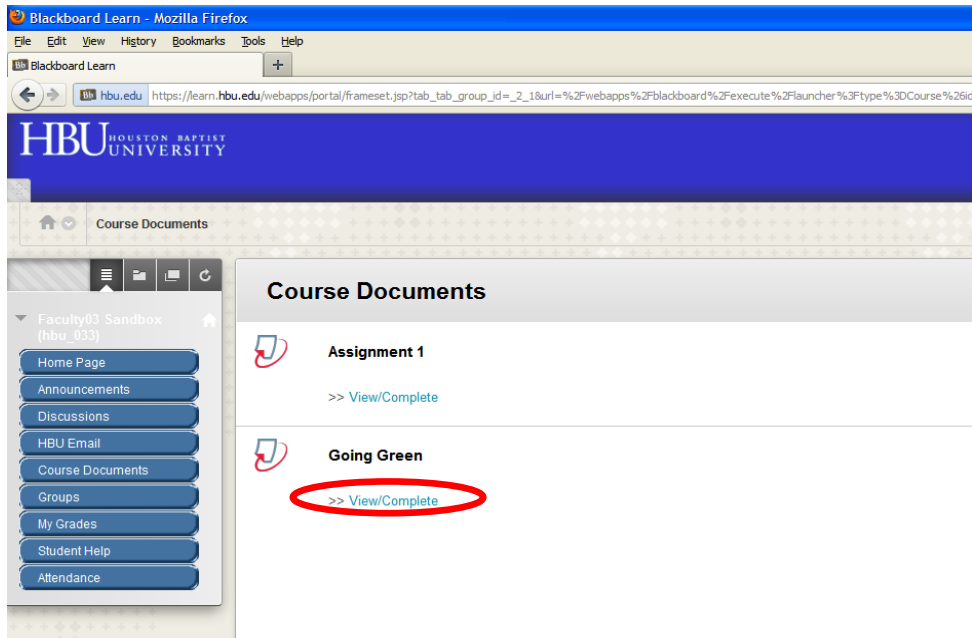 Blackboard Learn - Mozilla Firefox
File Edit View History Bookmarks Tools Help
Bb Blackboard Learn +
Bb hbu.edu https://learn.hbu.edu/webapps/portal/frameset.jsp?tab_tab_group_id=_2_1&url=%2Fwebapps%2Fblackboard%2Fexecute%2Flauncher%3Ftype%3DCourse%26id
HBU HOUSTON BAPTIST
UNIVERSITY
Course Documents
Course Documents
Faculty03 Sandbox
(hbu_033)
Home Page
Announcements
Discussions
HBU Email
Course Documents
Groups
My Grades
Student Help
Attendance
Assignment 1
>> View/Complete
Going Green
>> View/Complete